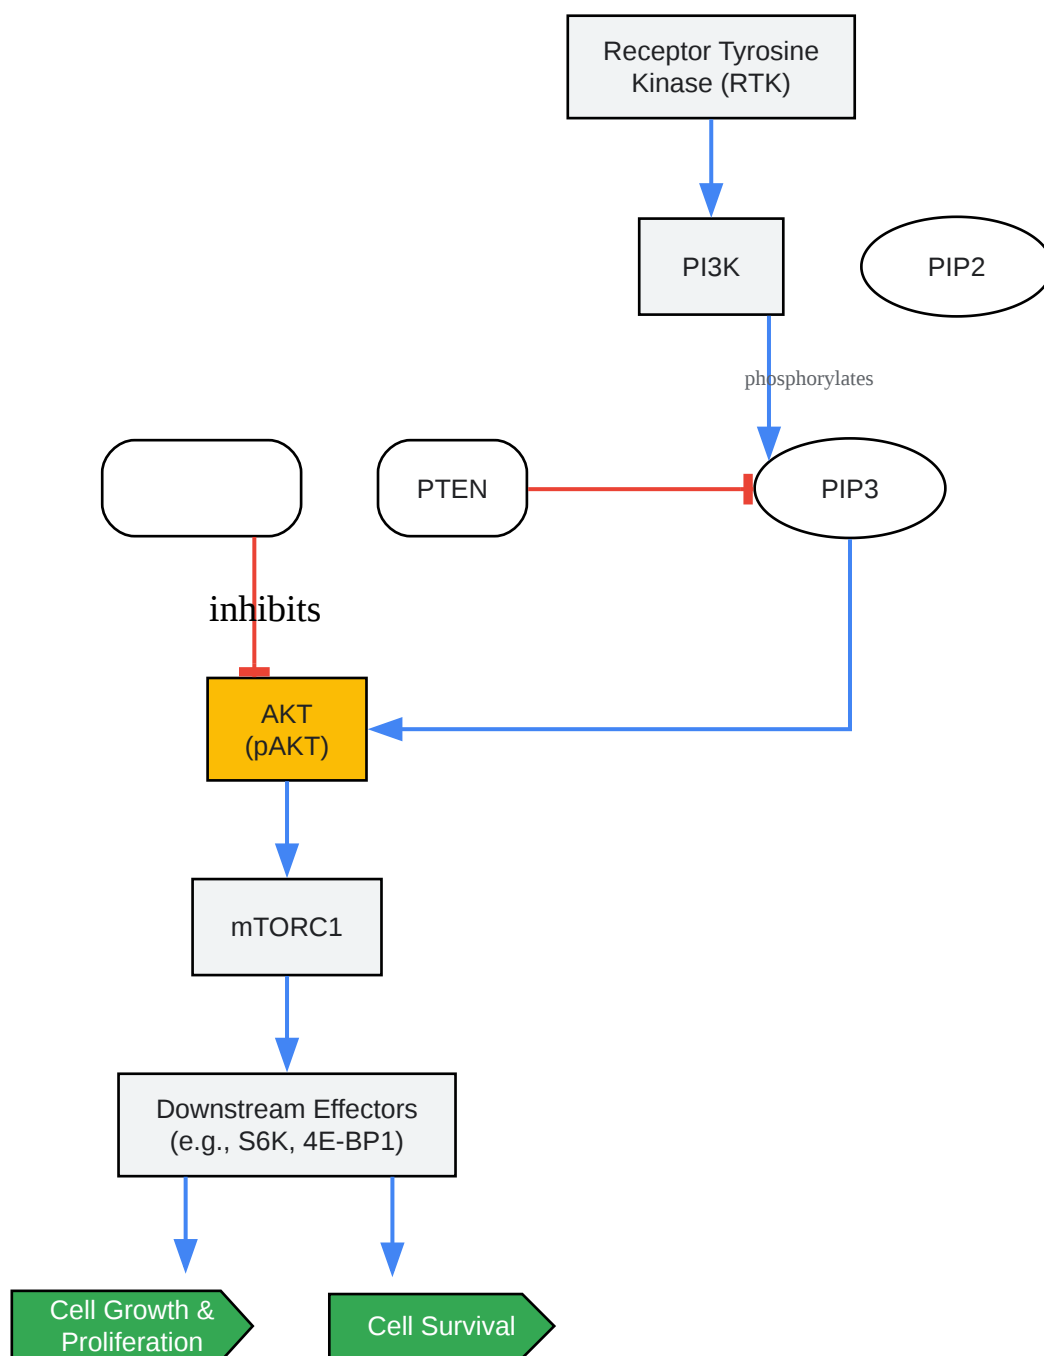 Receptor Tyrosine
Kinase (RTK)
PI3K
PIP2
phosphorylates
PTEN
PIP3
inhibits
AKT
(pAKT)
mTORC1
Downstream Effectors
(e.g., S6K, 4E-BP1)
Cell Growth &
Proliferation
Cell Survival